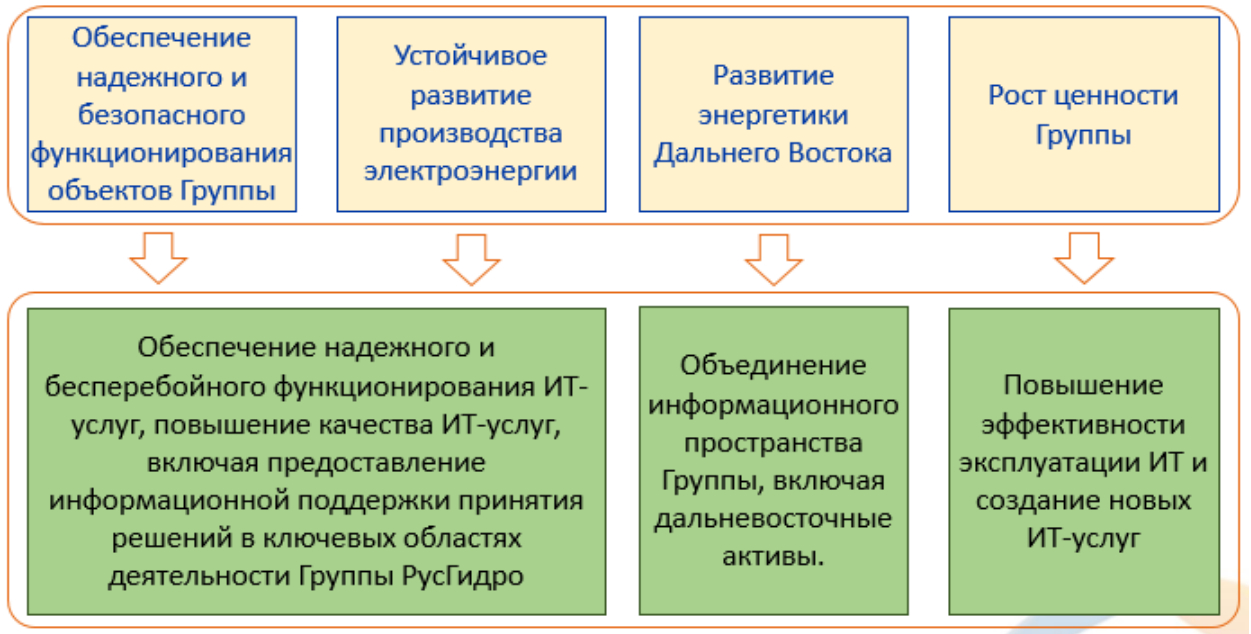 Обеспечение
надежного и
безопасного
функционирования
объектов Группы
Устойчивое
развитие
производства
электроэнергии
Развитие
энергетики
Дальнего Востока
Рост ценности
Группы
Обеспечение надежного и
бесперебойного функционирования ИТ-
услуг, повышение качества ИТ-услуг,
включая предоставление
информационной поддержки принятия
решений в ключевых областях
деятельности Группы РусГидро
Объединение
информационного
пространства
Группы, включая
дальневосточные
активы.
Повышение
эффективности
эксплуатации ИТ и
создание новых
ИТ-услуг